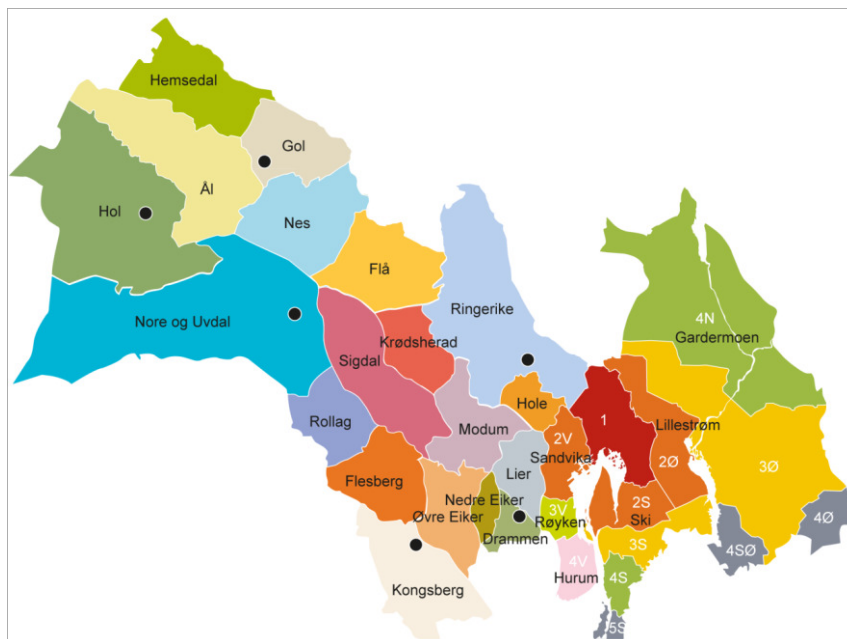 Hemsedal
Gol
Ål
Hol
Nes
Flå
Ringerike
Nore og Uvdal
4N
Gardermoen
Krødsherad
Sigdal
Hole
1
Rollag
Modum
Lillestrøm
2V
Sandvika
Lier
2Ø
3Ø
Flesberg
Nedre Eiker
2S
Øvre Eiker
3V
Røyken
Ski
4Ø
Drammen
3S
4SØ
4V
Hurum
4S
Kongsberg
5S